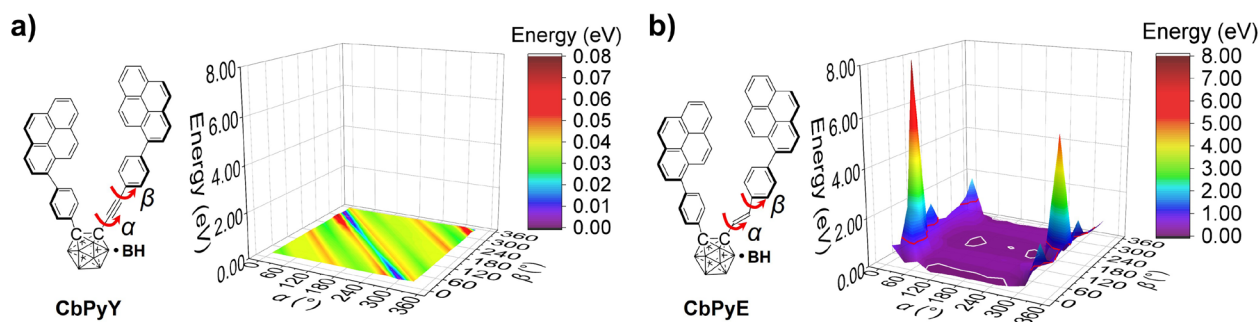 a)
Energy (eV)
0.08
0.07
0.06
0.05
0.04
0.03
0.02
0.01
0.00
8.00
6.00
4.00
2.00
0.00
Energy (eV)
0
60
120
180
240
300
360
α (°)
0
60
120
180
240
300
360
β (°)
β
α
C C
•BH
CbPyY
b)
Energy (eV)
8.00
7.00
6.00
5.00
4.00
3.00
2.00
1.00
0.00
8.00
6.00
4.00
2.00
0.00
Energy (eV)
0
60
120
180
240
300
360
α (°)
0
60
120
180
240
300
360
β (°)
β
α
C C
•BH
CbPyE